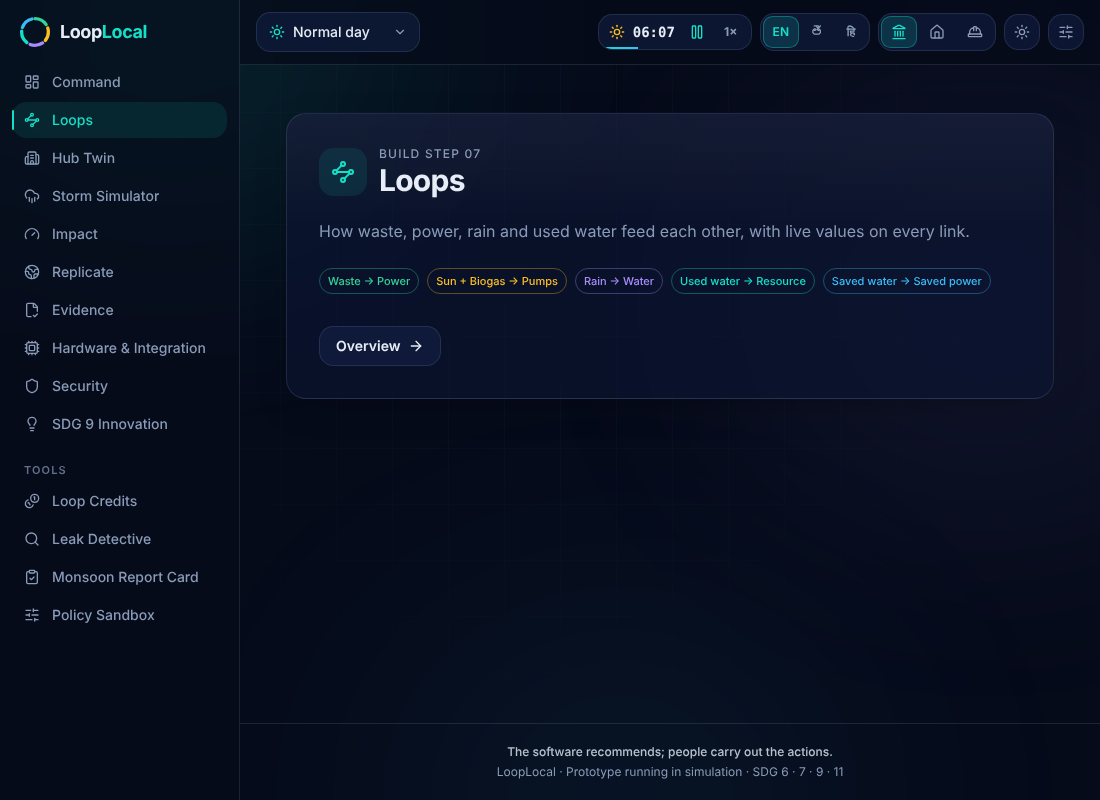 LoopLocal
Normal day
06:07
1×
EN
తె
हि
Command
Loops
Hub Twin
Storm Simulator
Impact
Replicate
Evidence
Hardware & Integration
Security
SDG 9 Innovation
TOOLS
Loop Credits
Leak Detective
Monsoon Report Card
Policy Sandbox
BUILD STEP 07
Loops
How waste, power, rain and used water feed each other, with live values on every link.
Waste → Power
Sun + Biogas → Pumps
Rain → Water
Used water → Resource
Saved water → Saved power
Overview →
The software recommends; people carry out the actions.
LoopLocal · Prototype running in simulation · SDG 6 · 7 · 9 · 11